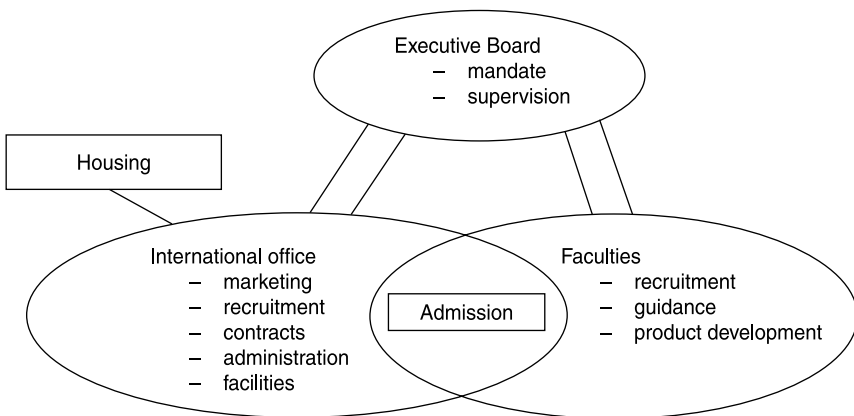 Executive Board
– mandate
– supervision
Housing
International office
– marketing
– recruitment
– contracts
– administration
– facilities
Admission
Faculties
– recruitment
– guidance
– product development